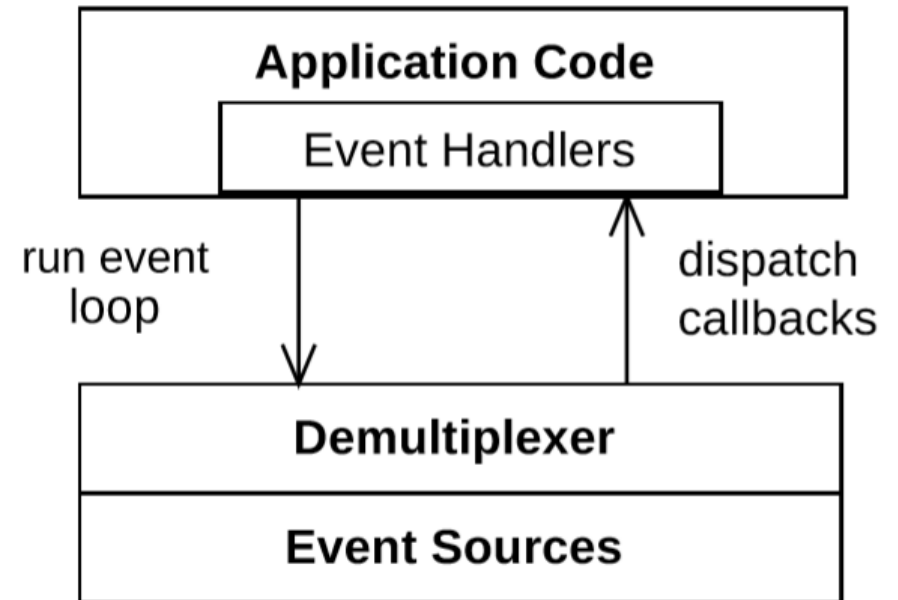 Application Code
Event Handlers
run event
loop
dispatch
callbacks
Demultiplexer
Event Sources